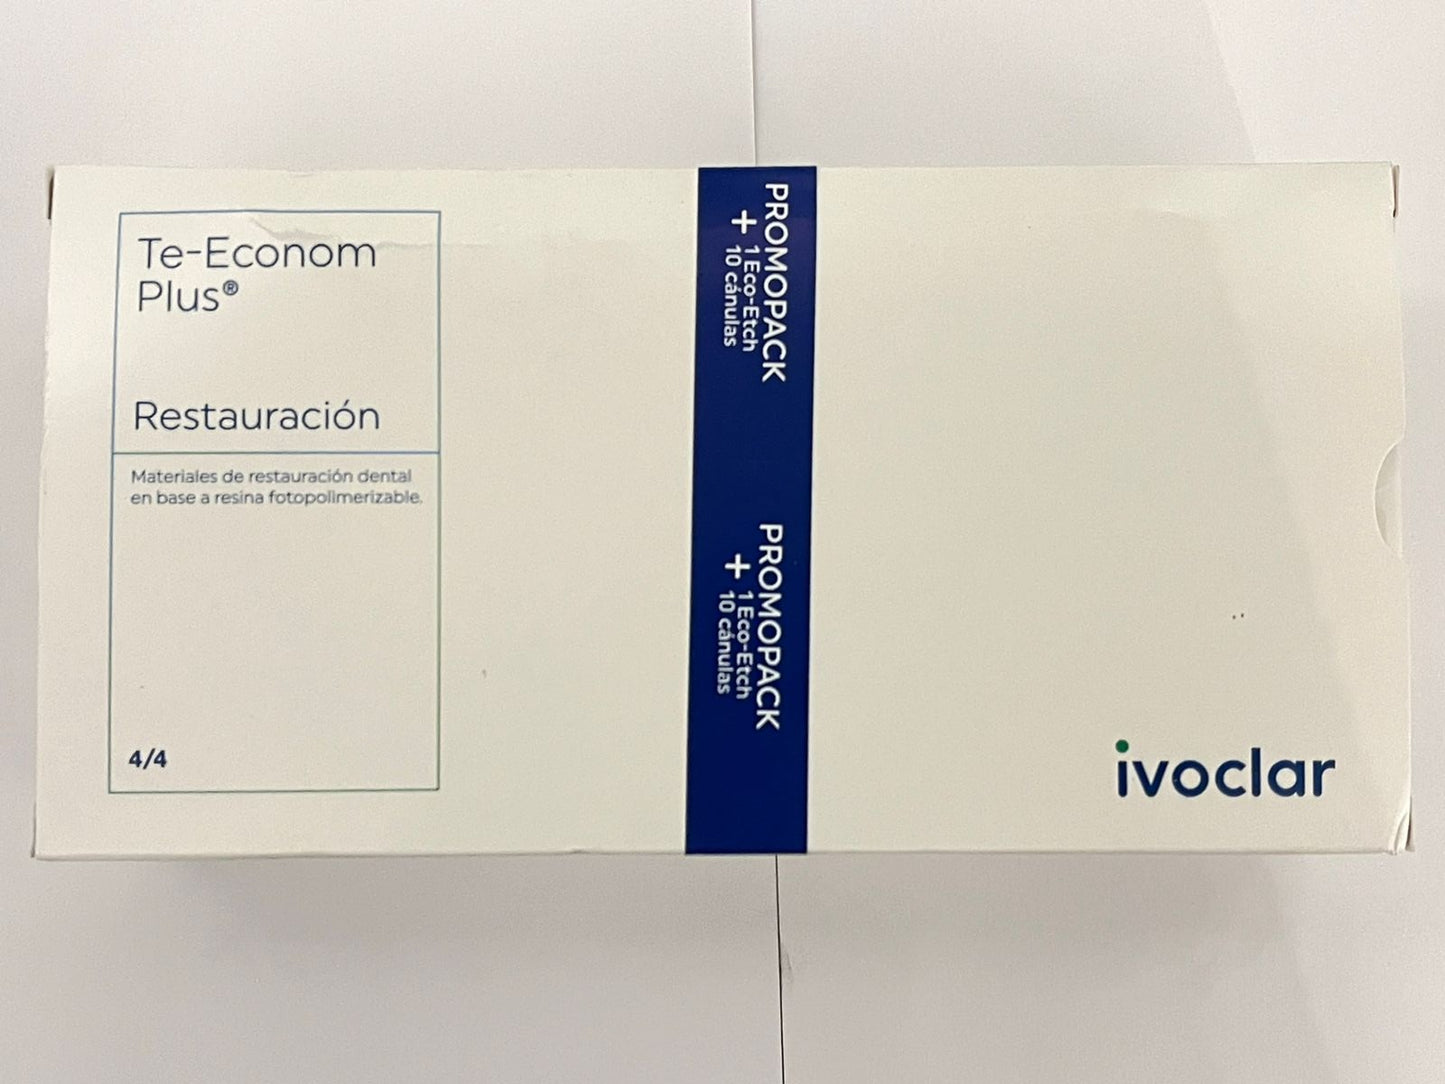 Te-Econom
Plus®
Restauración
Materiales de restauración dental
en base a resina fotopolimerizable.
4/4
PROMOPACK
+ 1 Eco-Etch
10 cánulas
PROMOPACK
+ 1 Eco-Etch
10 cánulas
ivoclar